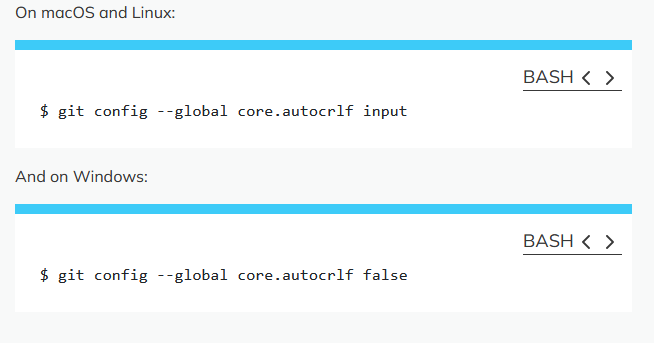 On macOS and Linux:
BASH < >
$ git config --global core.autocrlf input
And on Windows:
BASH < >
$ git config --global core.autocrlf false